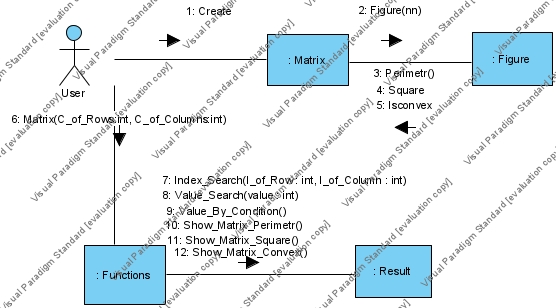 1: Create
2: Figure(nn)
: Matrix
: Figure
User
3: Perimetr()
4: Square
5: Isconvex
6: Matrix(C_of_Rows:int, C_of_Columns:int)
7: Index_Search(I_of_Row : int, I_of_Column : int)
8: Value_Search(value : int)
9: Value_By_Condition()
10: Show_Matrix_Perimetr()
11: Show_Matrix_Square()
12: Show_Matrix_Convex()
: Functions
: Result
Visual Paradigm Standard [evaluation copy]